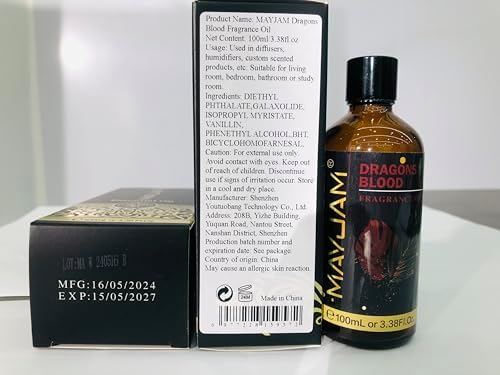 Product Name: MAYJAM Dragons
Blood Fragrance Oil
Net Content: 100ml/3.38fl.oz
Usage: Used in diffusers,
humidifiers, custom scented
products, etc. Suitable for living
room, bedroom, bathroom or study
room.
Ingredients: DIETHYL
PHTHALATE,GALAXOLIDE,
ISOPROPYL MYRISTATE,
VANILLIN,
PHENETHYL ALCOHOL,BHT,
BICYCLOHOMOFARNESAL,
Caution: For external use only.
Avoid contact with eyes. Keep out
of reach of children. Discontinue
use if signs of irritation occur. Store
in a cool and dry place.
Manufacturer: Shenzhen
Youtuobang Technology Co., Ltd.
Address: 208B, Yizhe Building,
Yuquan Road, Nantou Street,
Nanshan District, Shenzhen
Production batch number and
expiration date: See package.
Country of origin: China
May cause an allergic skin reaction.
24M
Made in China
LOT:MA W 240516 B
MFG:16/05/2024
EXP:15/05/2027
MAYJAM®
DRAGONS
BLOOD
FRAGRANCE
e 100mL or 3.38Fl.Oz